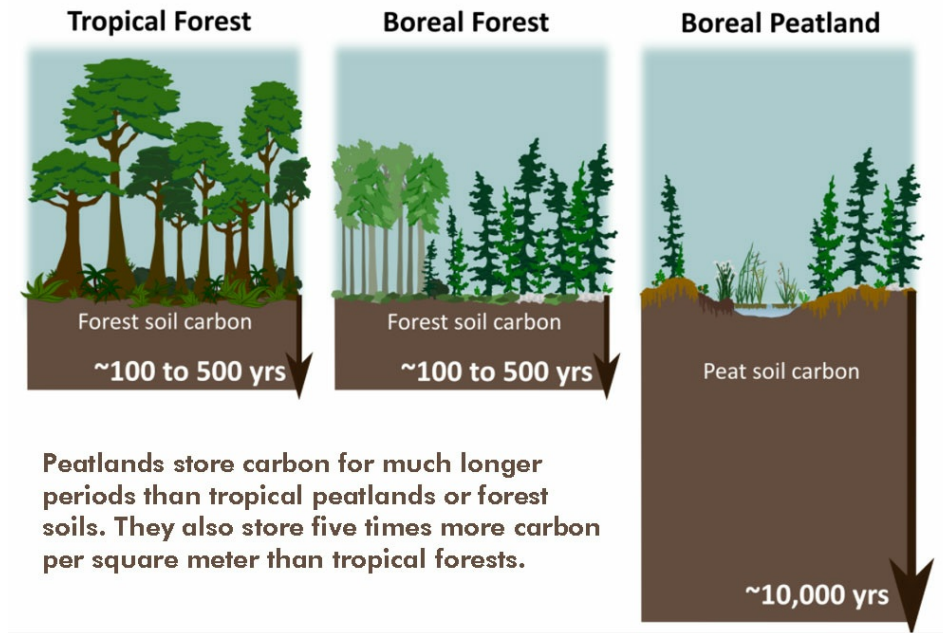 Tropical Forest
Boreal Forest
Boreal Peatland
Forest soil carbon
~100 to 500 yrs
Forest soil carbon
~100 to 500 yrs
Peat soil carbon
~10,000 yrs
Peatlands store carbon for much longer
periods than tropical peatlands or forest
soils. They also store five times more carbon
per square meter than tropical forests.